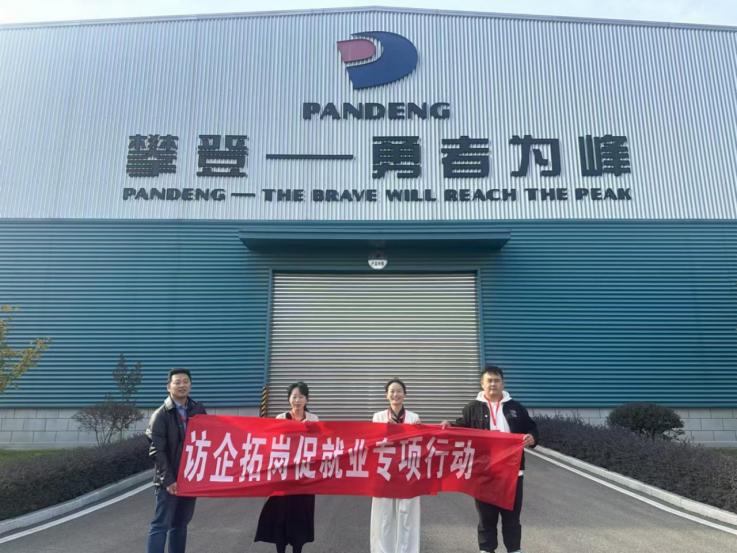 PANDENG
攀登——勇者为峰
PANDENG — THE BRAVE WILL REACH THE PEAK
访企拓岗促就业专项行动